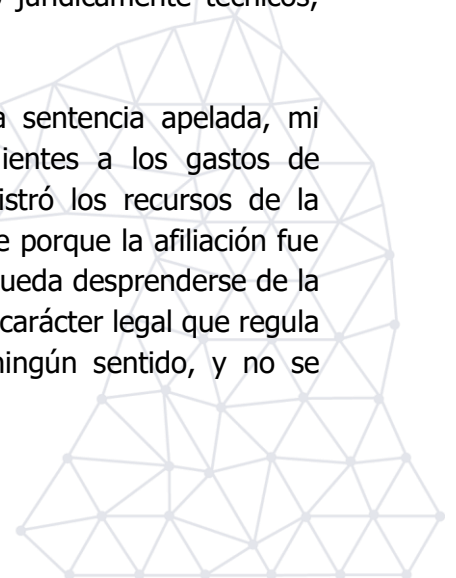 y jurídicamente técnicos,
a sentencia apelada, mi
ientes a los gastos de
istró los recursos de la
e porque la afiliación fue
ueda desprenderse de la
carácter legal que regula
ningún sentido, y no se